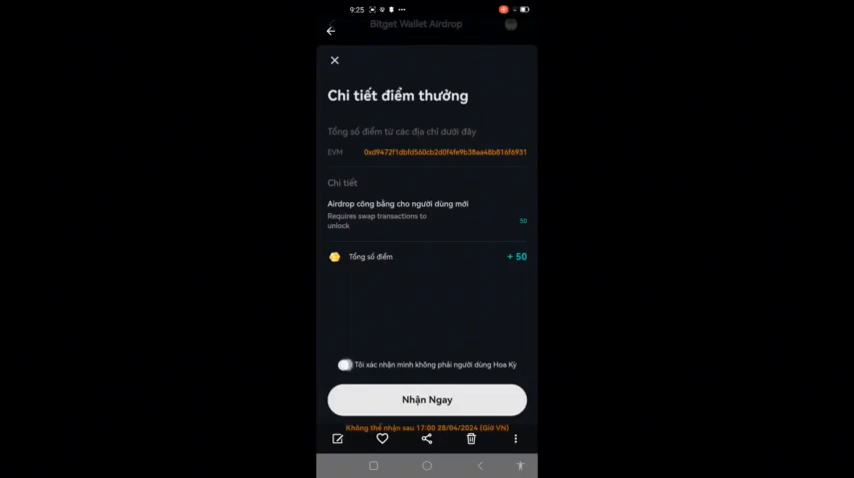 9:25
Bitget Wallet Airdrop
Chi tiết điểm thưởng
Tổng số điểm từ các địa chỉ dưới đây
EVM 0xd9472f1dbfd560cb2d0f4fe9b38aa48b816f6931
Chi tiết
Airdrop công bằng cho người dùng mới
Requires swap transactions to
unlock
50
Tổng số điểm + 50
Tôi xác nhận mình không phải người dùng Hoa Kỳ
Nhận Ngay
Không thể nhận sau 17:00 28/04/2024 (Giờ VN)